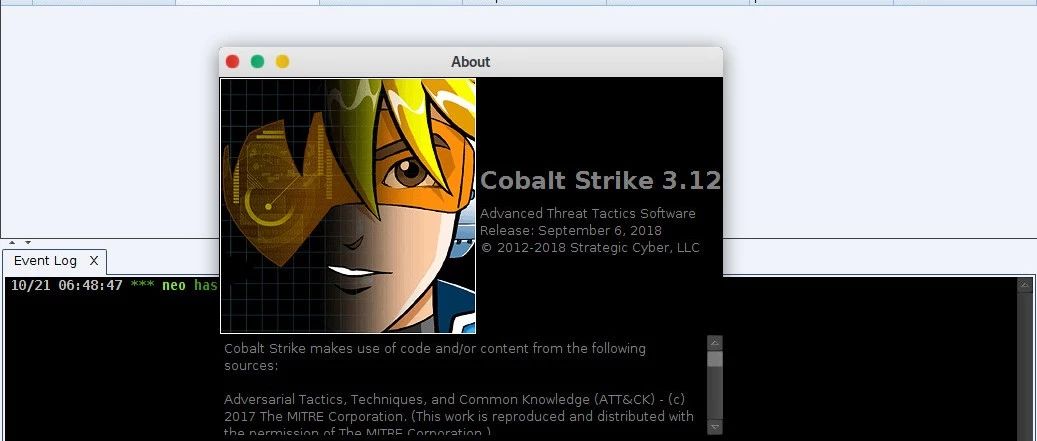 About
Cobalt Strike 3.12
Advanced Threat Tactics Software
Release: September 6, 2018
© 2012-2018 Strategic Cyber, LLC
Event Log X
10/21 06:48:47 *** neo has
Cobalt Strike makes use of code and/or content from the following
sources:
Adversarial Tactics, Techniques, and Common Knowledge (ATT&CK) - (c)
2017 The MITRE Corporation. (This work is reproduced and distributed with
the permission of The MITRE Corporation.)